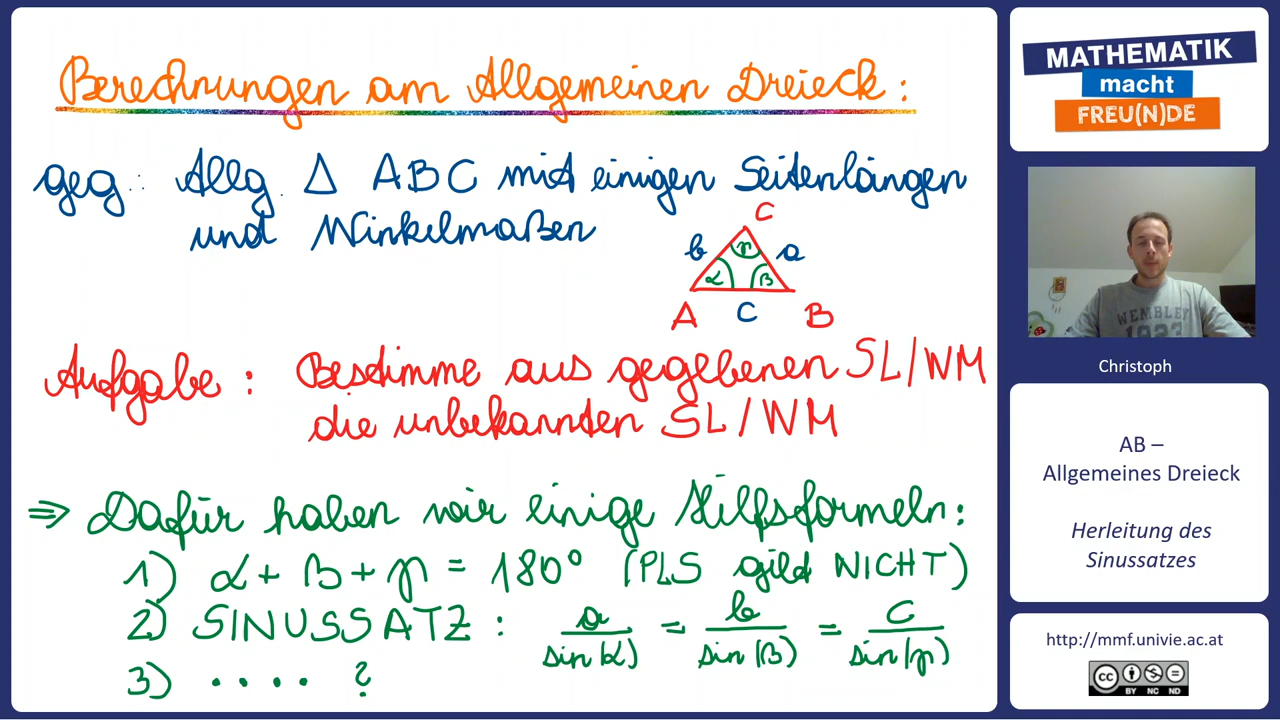 Berechnungen am Allgemeinen Dreieck:
geg.: Allg. Δ ABC mit einigen Seitenlängen
und Winkelmaßen
C
b
a
γ
α
β
A
c
B
Aufgabe: Bestimme aus gegebenen SL/WM
die unbekannten SL/WM
⇒ Dafür haben wir einige Hilfsformeln:
1) α + β + γ = 180° (PLS gild NICHT)
2) SINUSSATZ: a/sin(α) = b/sin(β) = c/sin(γ)
3) .... ?
MATHEMATIK
macht
FREU(N)DE
WEMBLEY
1923
Christoph
AB –
Allgemeines Dreieck
Herleitung des
Sinussatzes
http://mmf.univie.ac.at
cc
BY NC ND